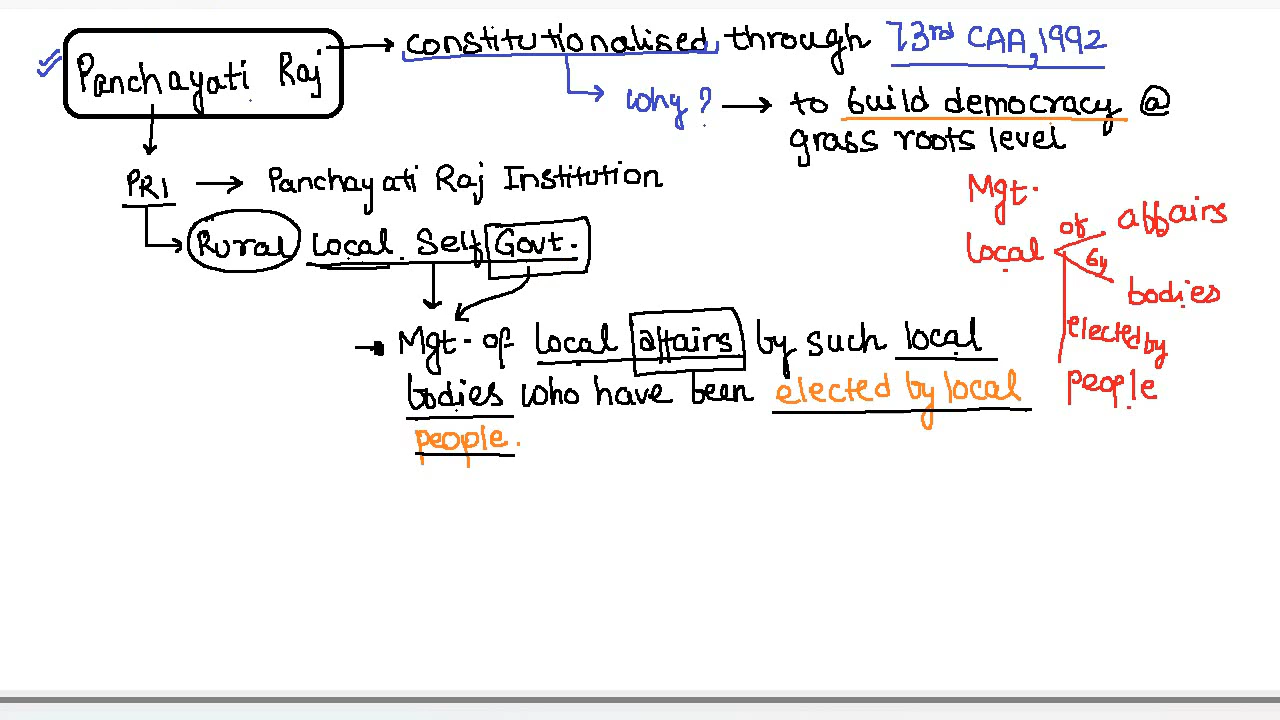 Panchayati Raj → constitutionalised through 73rd CAA, 1992
Why? → to build democracy @
grass roots level
PRI → Panchayati Raj Institution
Rural Local Self Govt.
→ Mgt. of local affairs by such local
bodies who have been elected by local
people.
Mgt.
local of affairs
by bodies
elected by
people